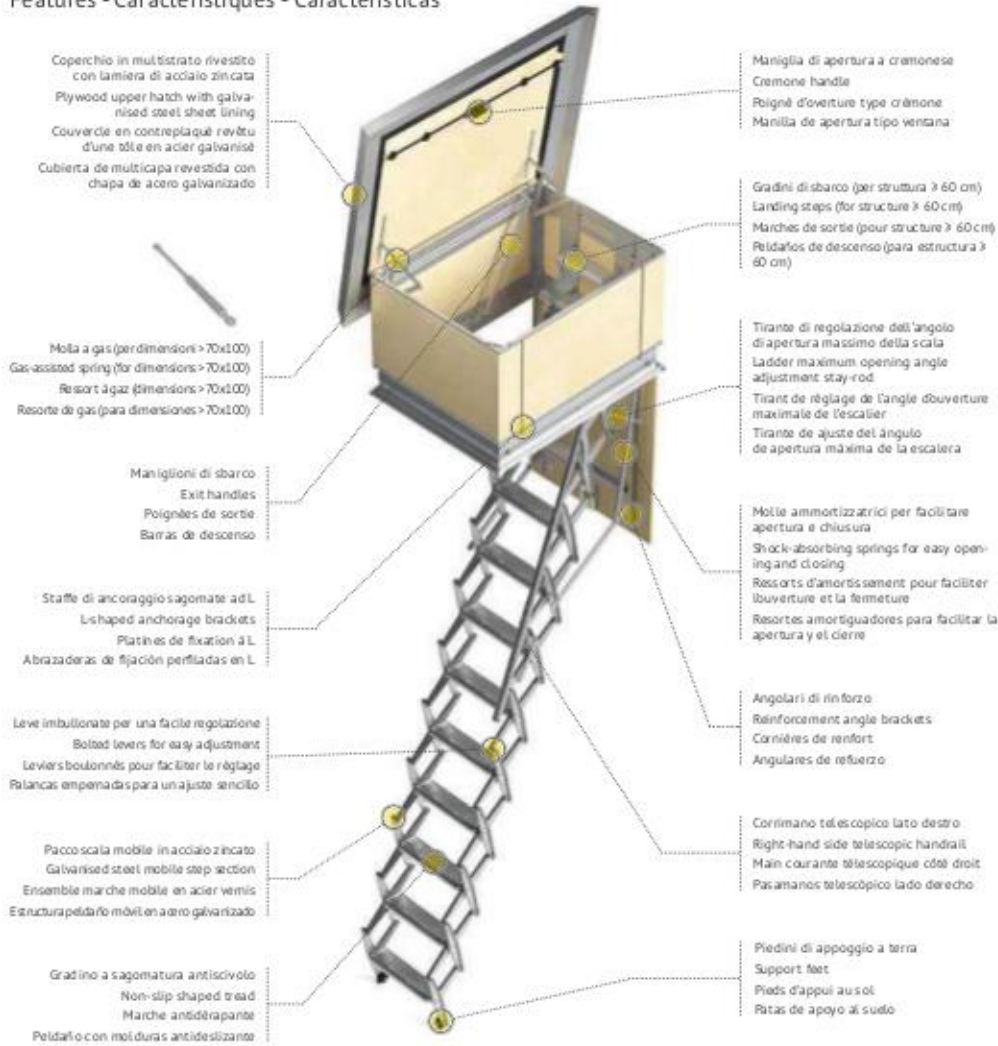 Features - Caractéristiques - Características
Coperchio in multistrato rivestito
con lamiera di acciaio zincata
Plywood upper hatch with galva-
nised steel sheet lining
Couvercle en contreplaqué revêtu
d'une tôle en acier galvanisé
Cubierta de multicapa revestida con
chapa de acero galvanizado
Molla a gas (per dimensioni >70x100)
Gas-assisted spring (for dimensions >70x100)
Ressort à gaz (dimensions >70x100)
Resorte de gas (para dimensiones >70x100)
Maniglioni di sbarco
Exit handles
Poignées de sortie
Barras de descenso
Staffe di ancoraggio sagomate ad L
L-shaped anchorage brackets
Platines de fixation à L
Abrazaderas de fijación perfiladas en L
Leve imbullonate per una facile regolazione
Bolted levers for easy adjustment
Leviers boulonnés pour faciliter le réglage
Palancas empernadas para un ajuste sencillo
Pacco scala mobile in acciaio zincato
Galvanised steel mobile step section
Ensemble marche mobile en acier vernis
Estructura peldaño móvil en acero galvanizado
Gradino a sagomatura antiscivolo
Non-slip shaped tread
Marche antidérapante
Peldaño con molduras antideslizante
Maniglia di apertura a cremonese
Cremone handle
Poigné d'overture type crémone
Manilla de apertura tipo ventana
Gradini di sbarco (per struttura ≥ 60 cm)
Landing steps (for structure ≥ 60 cm)
Marches de sortie (pour structure ≥ 60 cm)
Peldaños de descenso (para estructura ≥
60 cm)
Tirante di regolazione dell'angolo
di apertura massimo della scala
Ladder maximum opening angle
adjustment stay-rod
Tirant de réglage de l'angle d'ouverture
maximale de l'escalier
Tirante de ajuste del ángulo
de apertura máxima de la escalera
Molle ammortizzatrici per facilitare
apertura e chiusura
Shock-absorbing springs for easy open-
ing and closing
Ressorts d'amortissement pour faciliter
l'ouverture et la fermeture
Resortes amortiguadores para facilitar la
apertura y el cierre
Angolari di rinforzo
Reinforcement angle brackets
Cornières de renfort
Angulares de refuerzo
Corrimano telescopico lato destro
Right-hand side telescopic handrail
Main courante télescopique côté droit
Pasamanos telescòpico lado derecho
Piedini di appoggio a terra
Support feet
Pieds d'appui au sol
Patas de apoyo al suelo